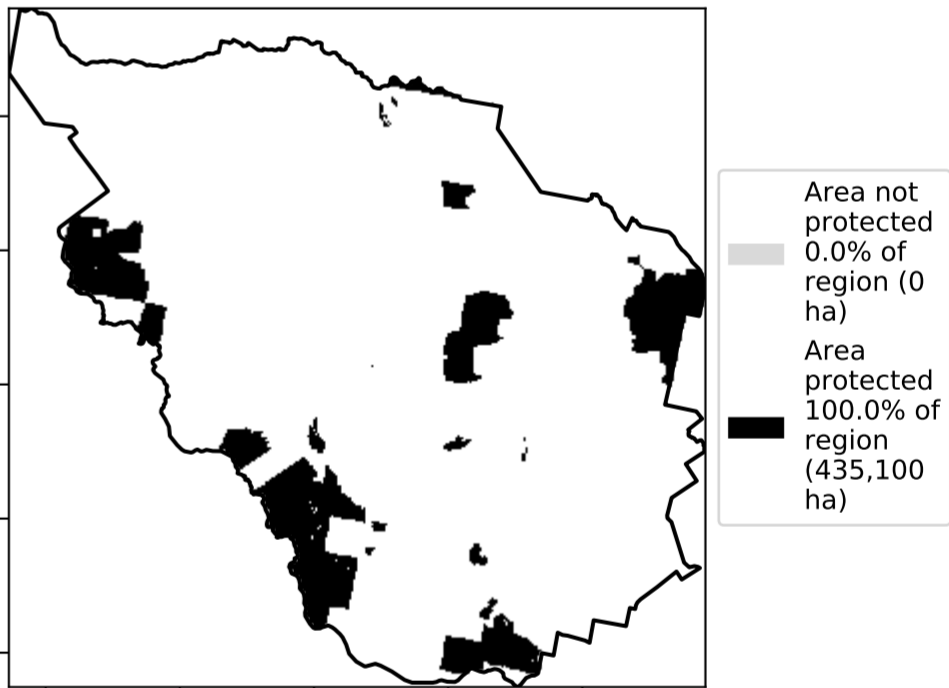 Area not
protected
0.0% of
region (0
ha)
Area
protected
100.0% of
region
(435,100
ha)